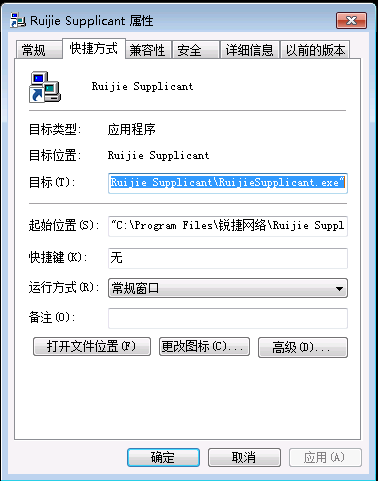 Ruijie Supplicant 属性
常规 快捷方式 兼容性 安全 详细信息 以前的版本
Ruijie Supplicant
目标类型: 应用程序
目标位置: Ruijie Supplicant
目标(T): Ruijie Supplicant\RuijieSupplicant.exe"
起始位置(S): "C:\Program Files\锐捷网络\Ruijie Suppl
快捷键(K): 无
运行方式(R): 常规窗口
备注(O):
打开文件位置(F) 更改图标(C)... 高级(D)...
确定 取消 应用(A)